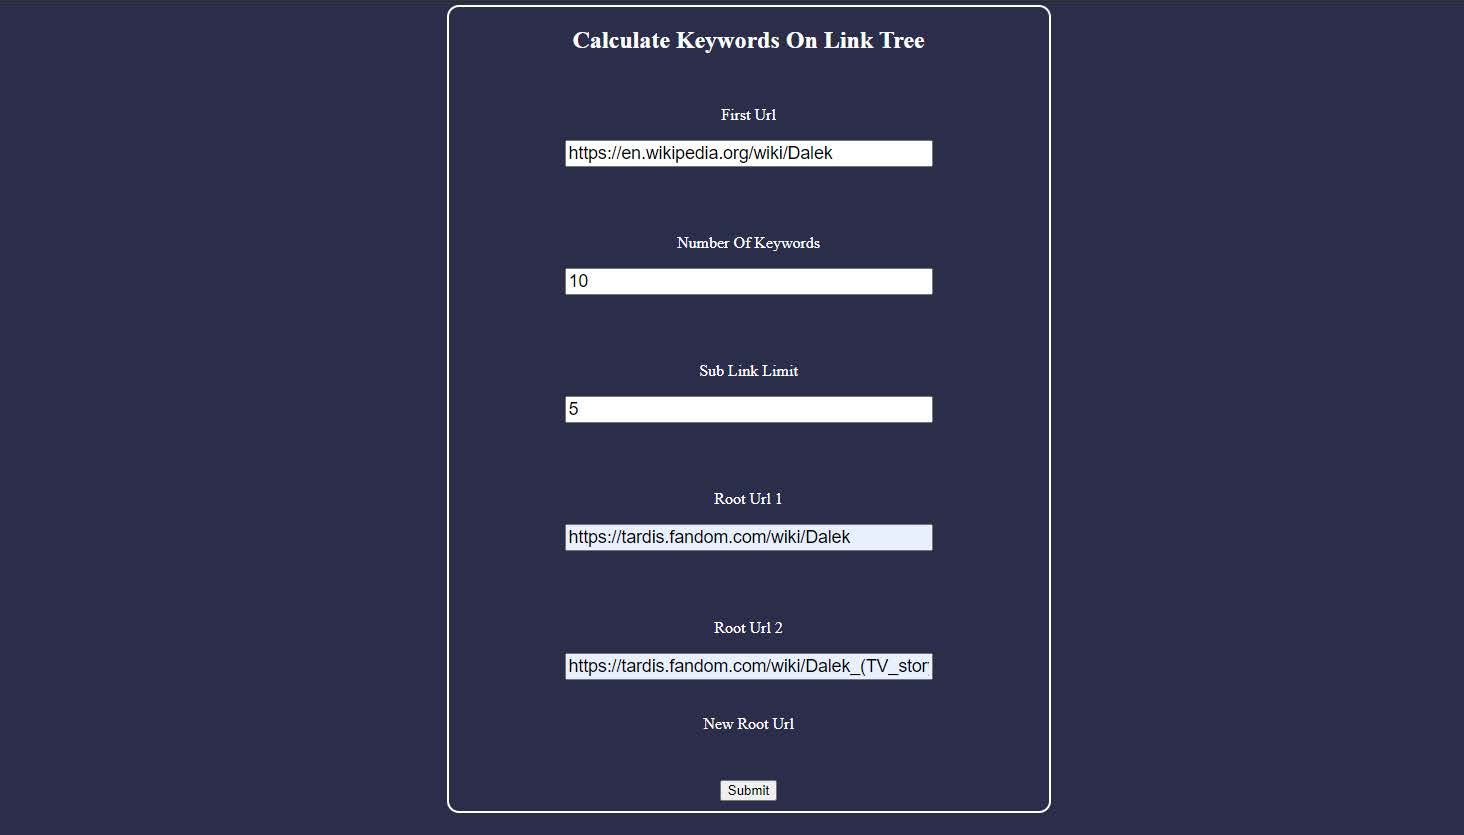 Calculate Keywords On Link Tree
First Url
https://en.wikipedia.org/wiki/Dalek
Number Of Keywords
10
Sub Link Limit
5
Root Url 1
https://tardis.fandom.com/wiki/Dalek
Root Url 2
https://tardis.fandom.com/wiki/Dalek_(TV_stor
New Root Url
Submit